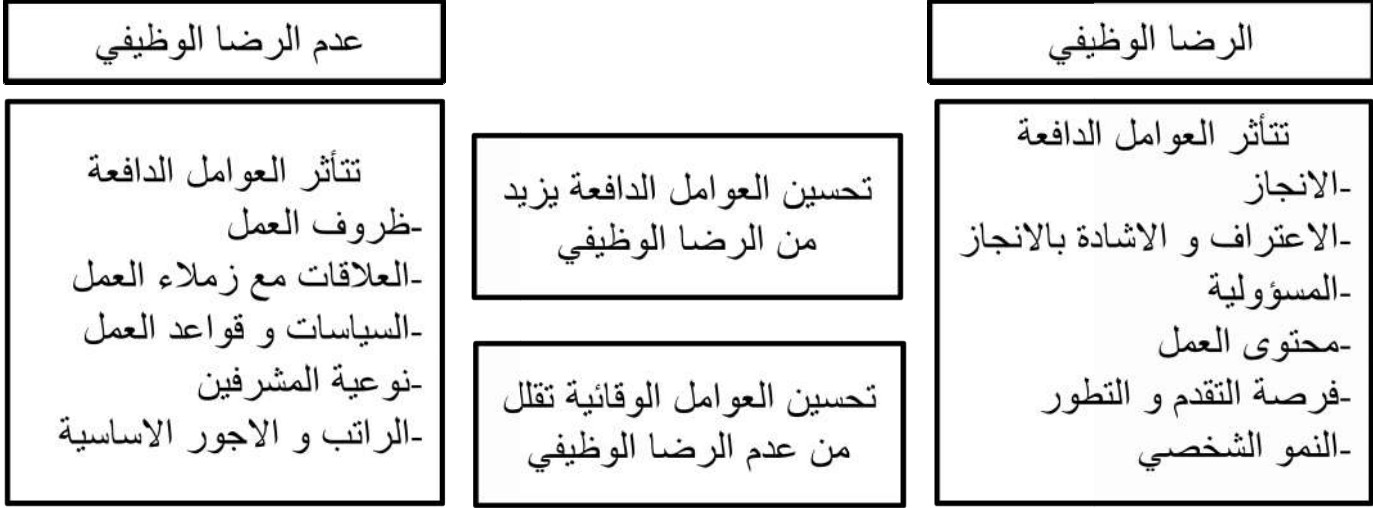 الرضا الوظيفي
تتأثر العوامل الدافعة
-الانجاز
-الاعتراف و الاشادة بالانجاز
-المسؤولية
-محتوى العمل
-فرصة التقدم و التطور
-النمو الشخصي
تحسين العوامل الدافعة يزيد
من الرضا الوظيفي
تحسين العوامل الوقائية تقلل
من عدم الرضا الوظيفي
عدم الرضا الوظيفي
تتأثر العوامل الدافعة
-ظروف العمل
-العلاقات مع زملاء العمل
-السياسات و قواعد العمل
-نوعية المشرفين
-الراتب و الاجور الاساسية